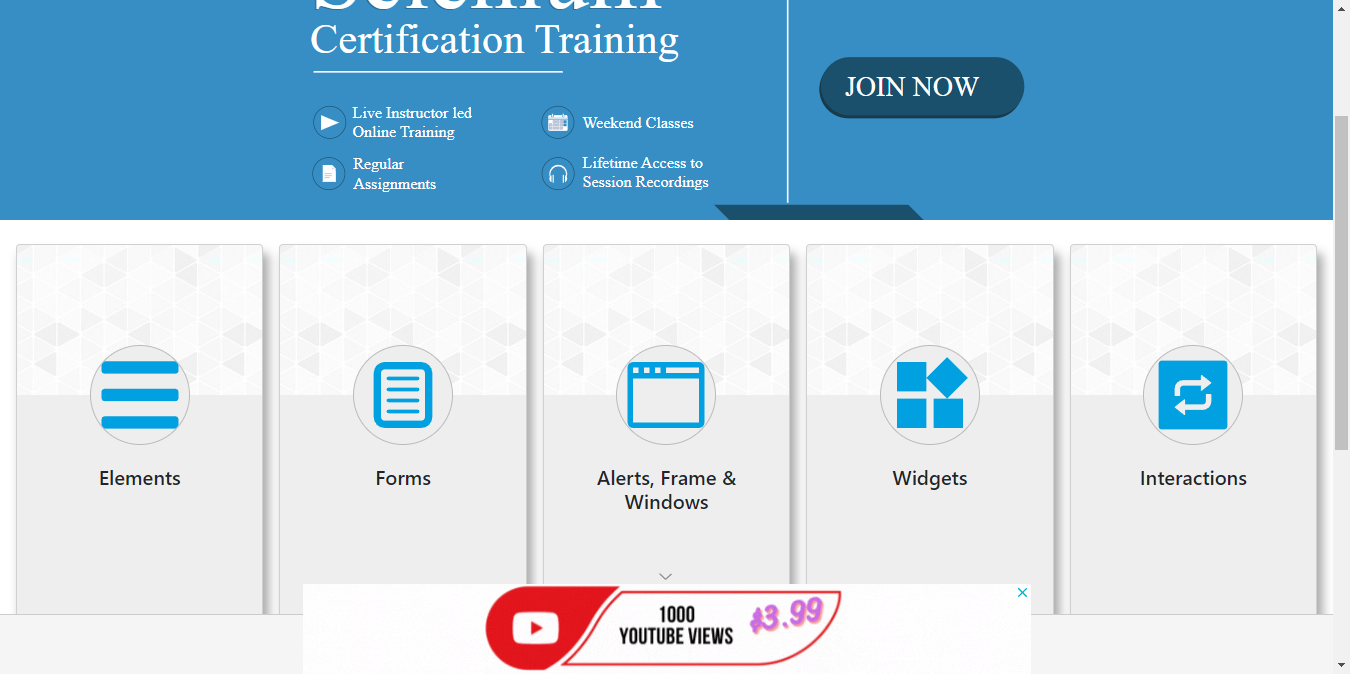 Selenium
Certification Training
JOIN NOW
Live Instructor led
Online Training
Weekend Classes
Regular
Assignments
Lifetime Access to
Session Recordings
Elements
Forms
Alerts, Frame &
Windows
Widgets
Interactions
1000
YOUTUBE VIEWS
$3.99